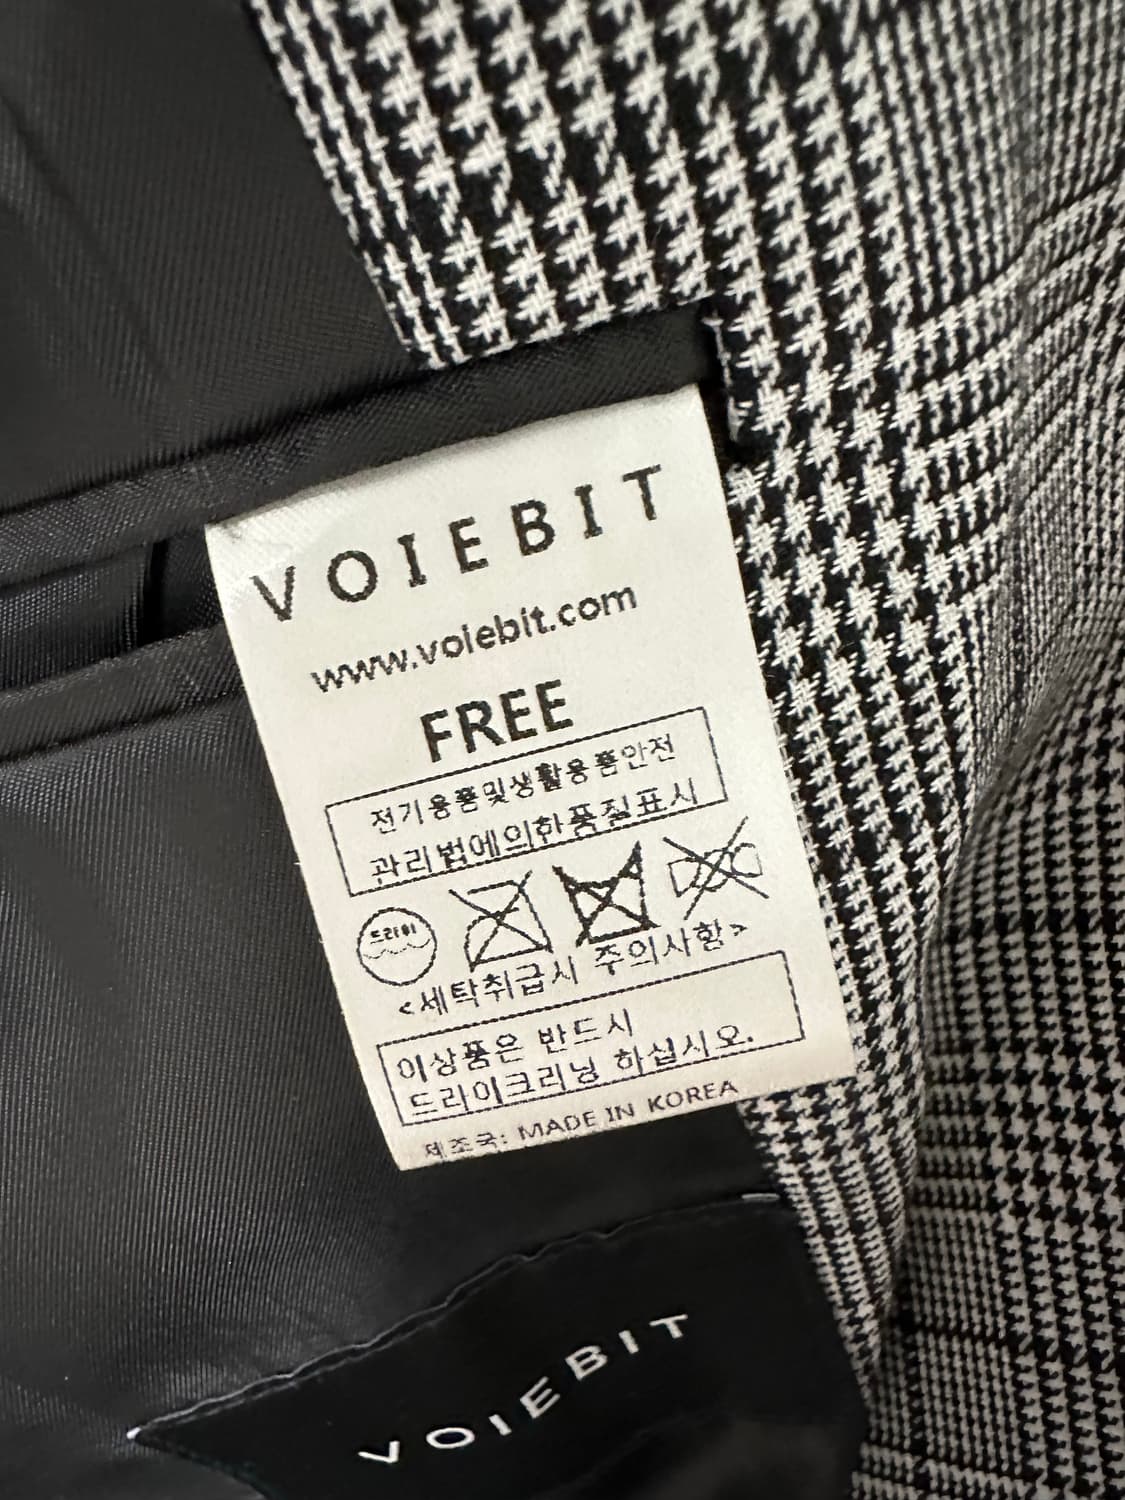 VOIEBIT
www.voiebit.com
FREE
전기용품및생활용품안전
관리법에의한품질표시
드라이
<세탁취급시 주의사항>
이상품은 반드시
드라이크리닝 하십시오.
제조국: MADE IN KOREA
VOIEBIT